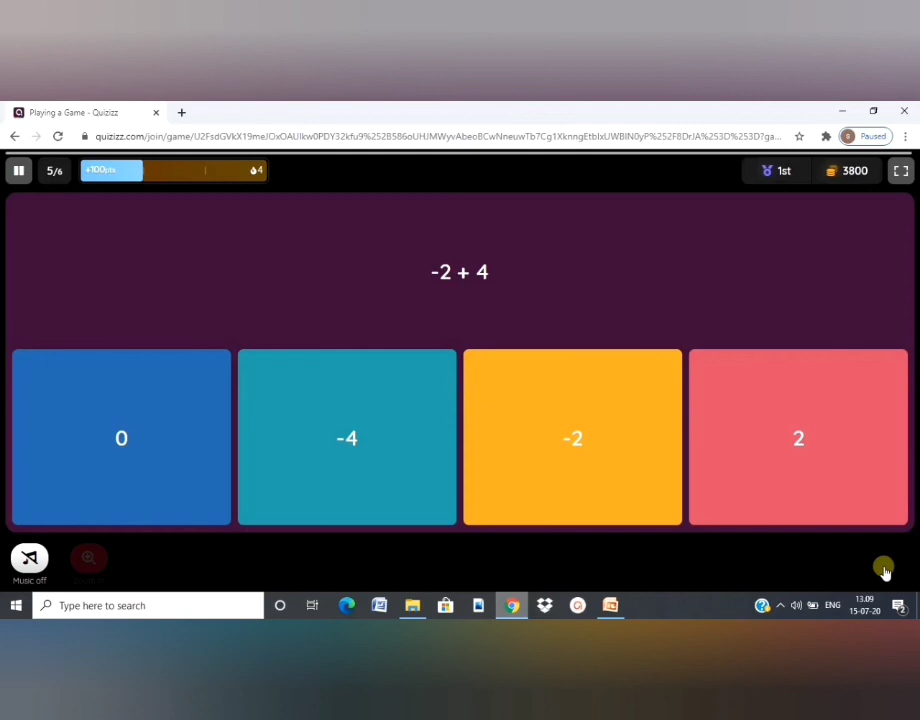 Playing a Game - Quizizz
Paused
5/6
+100pts
4
1st
3800
-2 + 4
0
-4
-2
2
Music off
Type here to search
ENG
13.09
15-07-20
2